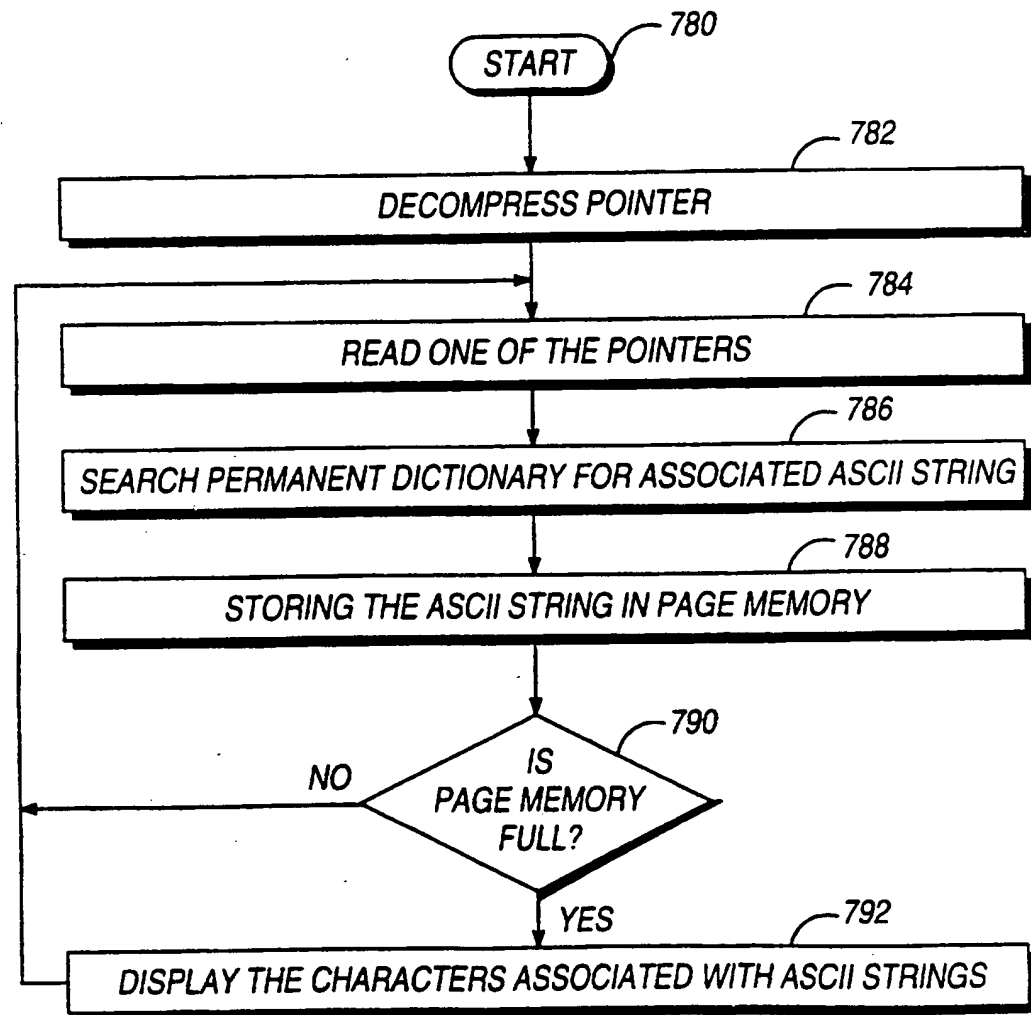 780
START
782
DECOMPRESS POINTER
784
READ ONE OF THE POINTERS
786
SEARCH PERMANENT DICTIONARY FOR ASSOCIATED ASCII STRING
788
STORING THE ASCII STRING IN PAGE MEMORY
790
IS
PAGE MEMORY
FULL?
NO
YES
792
DISPLAY THE CHARACTERS ASSOCIATED WITH ASCII STRINGS